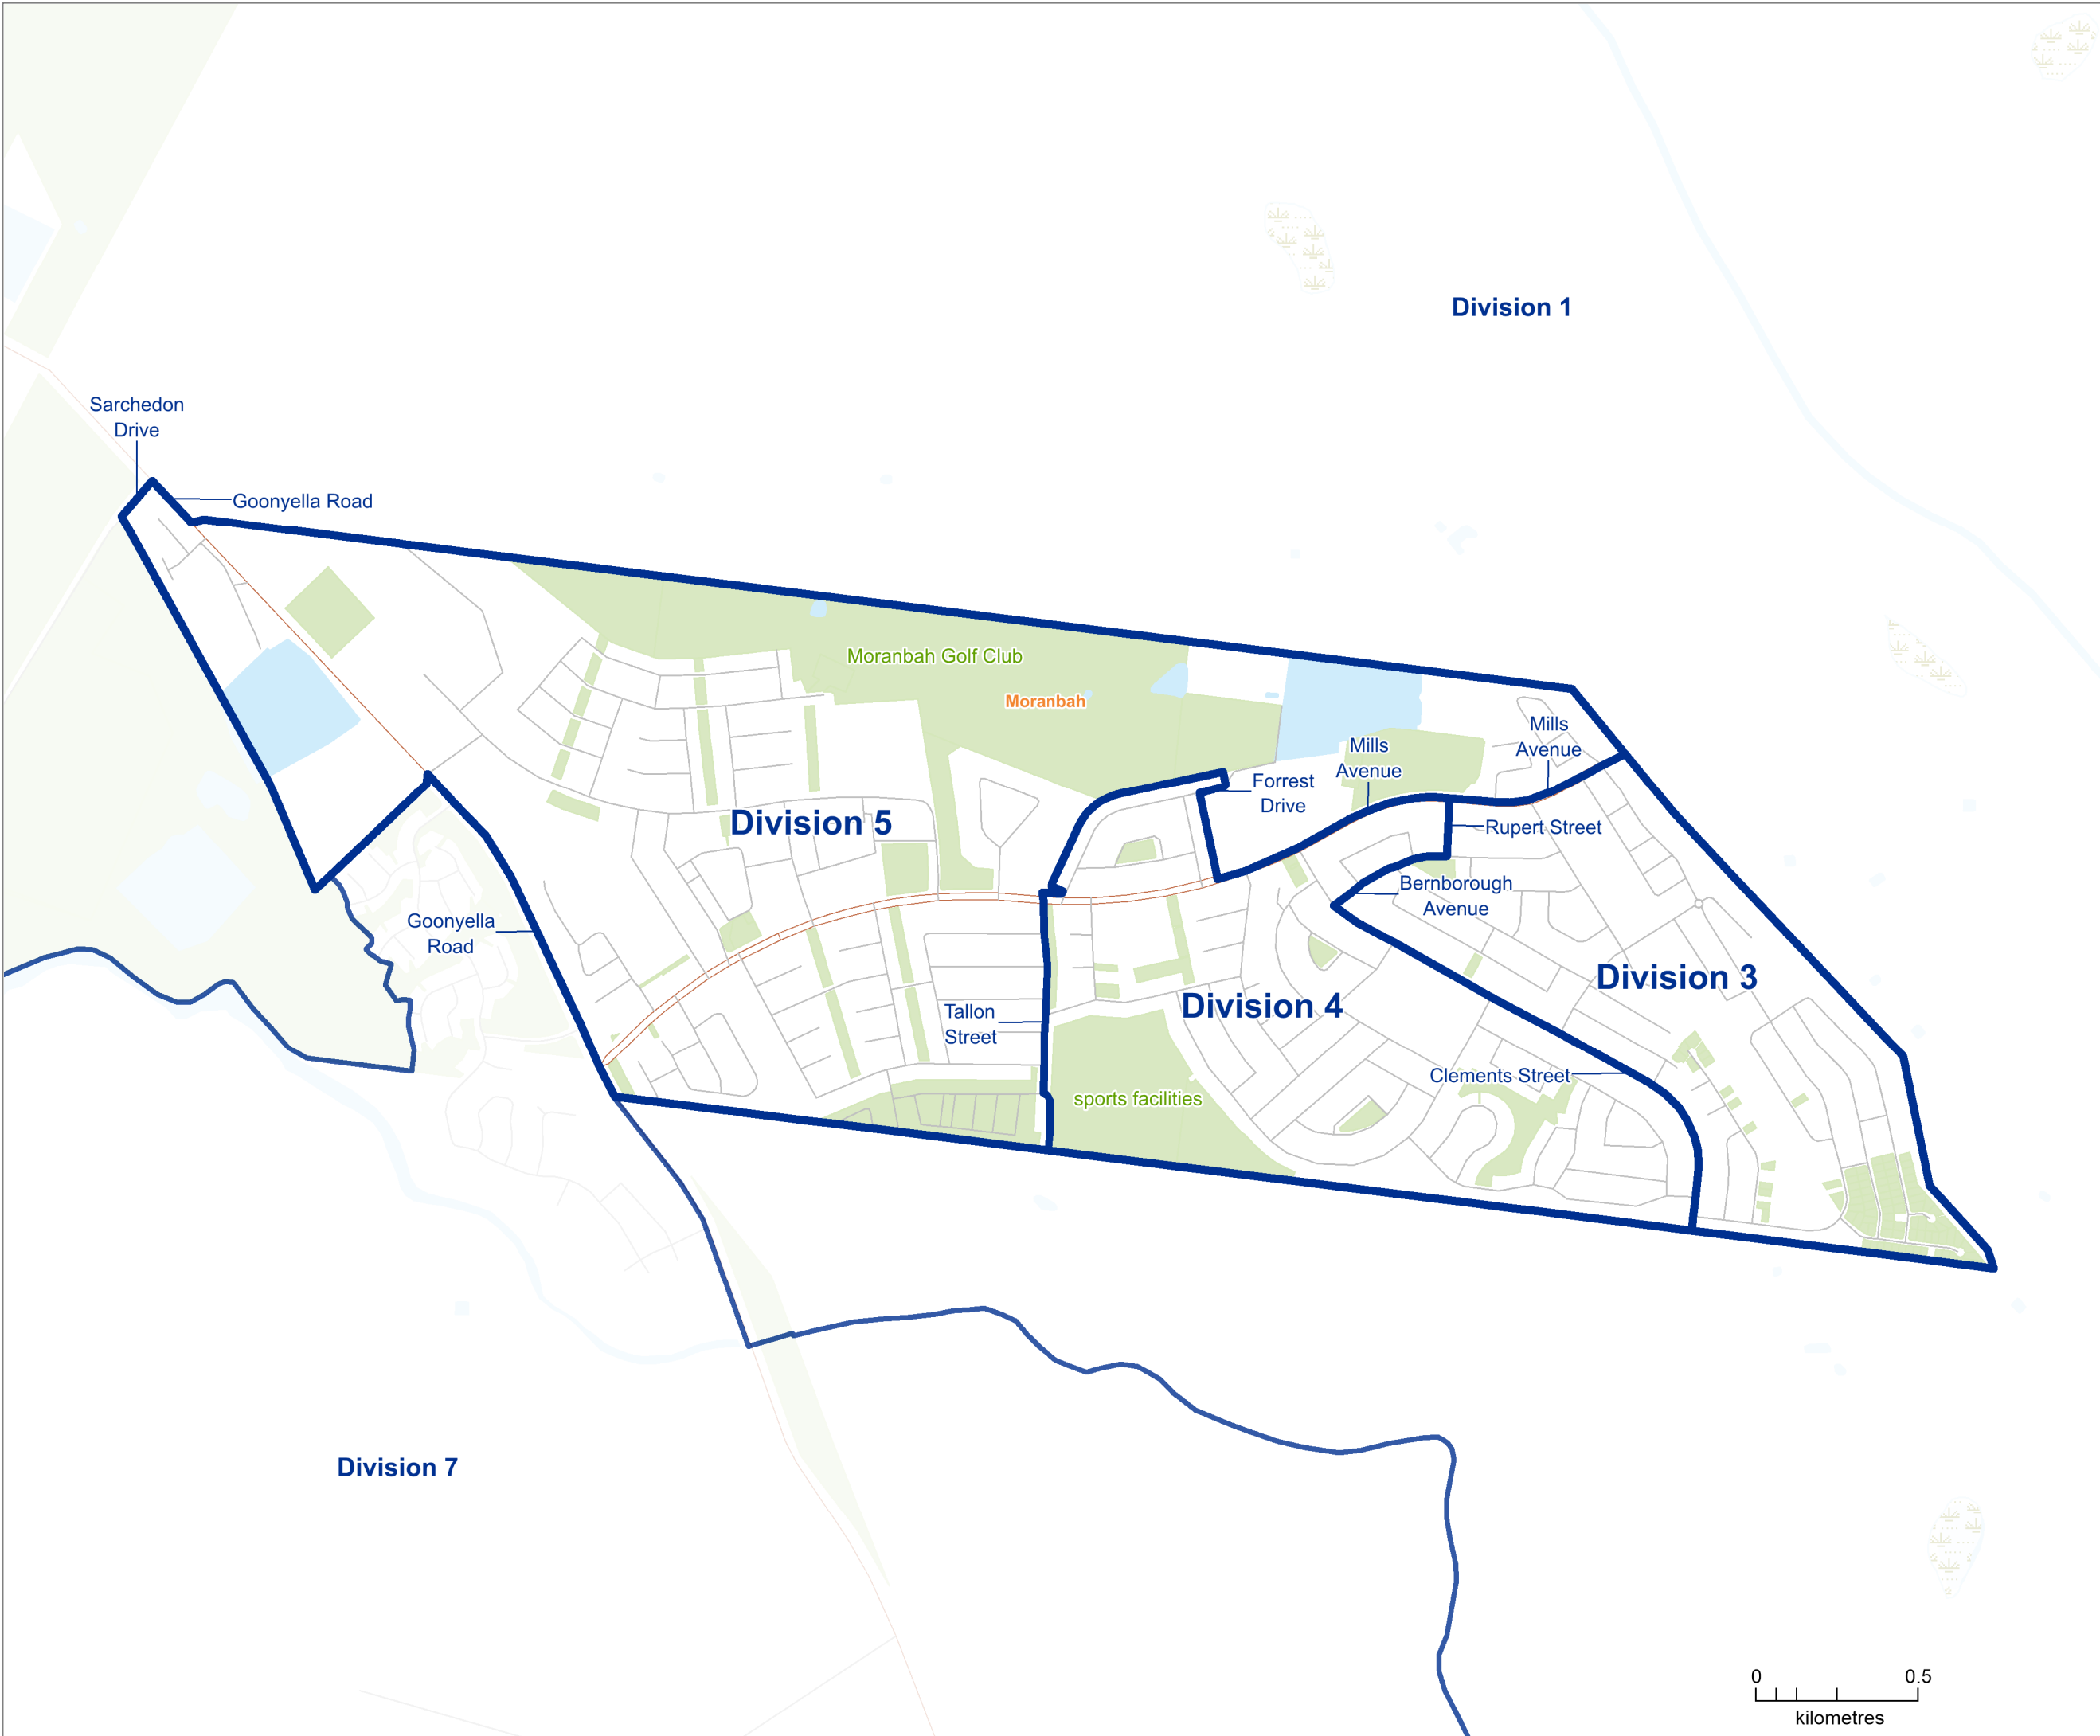 Division 1
Sarchedon
Drive
Goonyella Road
Moranbah Golf Club
Moranbah
Mills
Avenue
Mills
Avenue
Forrest
Drive
Division 5
Rupert Street
Bernborough
Avenue
Goonyella
Road
Division 3
Division 4
Tallon
Street
Clements Street
sports facilities
Division 7
0 0.5
kilometres